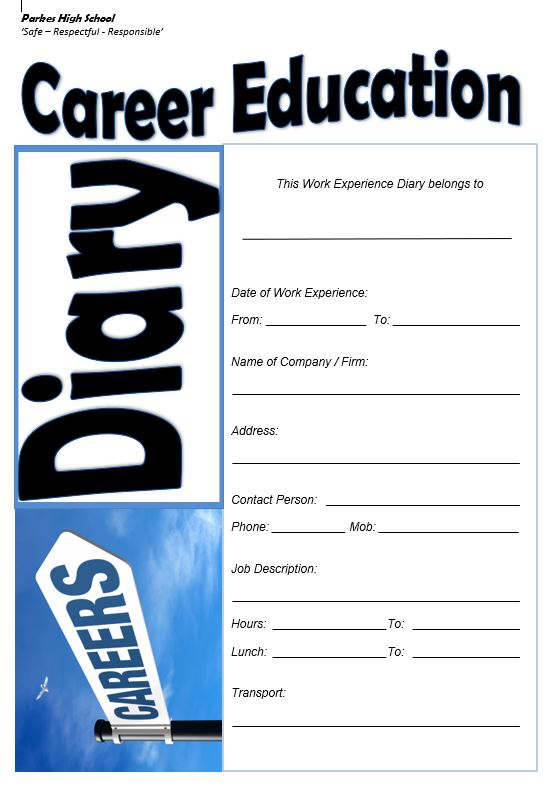 Parkes High School
‘Safe – Respectful - Responsible’
Career Education
Diary
This Work Experience Diary belongs to
Date of Work Experience:
From: To:
Name of Company / Firm:
Address:
Contact Person:
Phone: Mob:
Job Description:
Hours: To:
Lunch: To:
Transport:
CAREERS